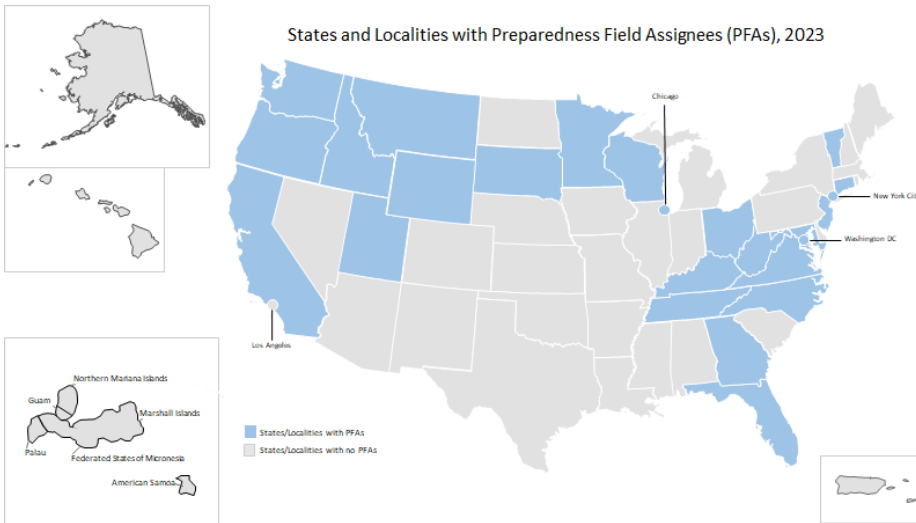 States and Localities with Preparedness Field Assignees (PFAs), 2023
Chicago
New York City
Washington DC
Los Angeles
Northern Mariana Islands
Guam
Marshall Islands
Palau
Federated States of Micronesia
American Samoa
States/Localities with PFAs
States/Localities with no PFAs